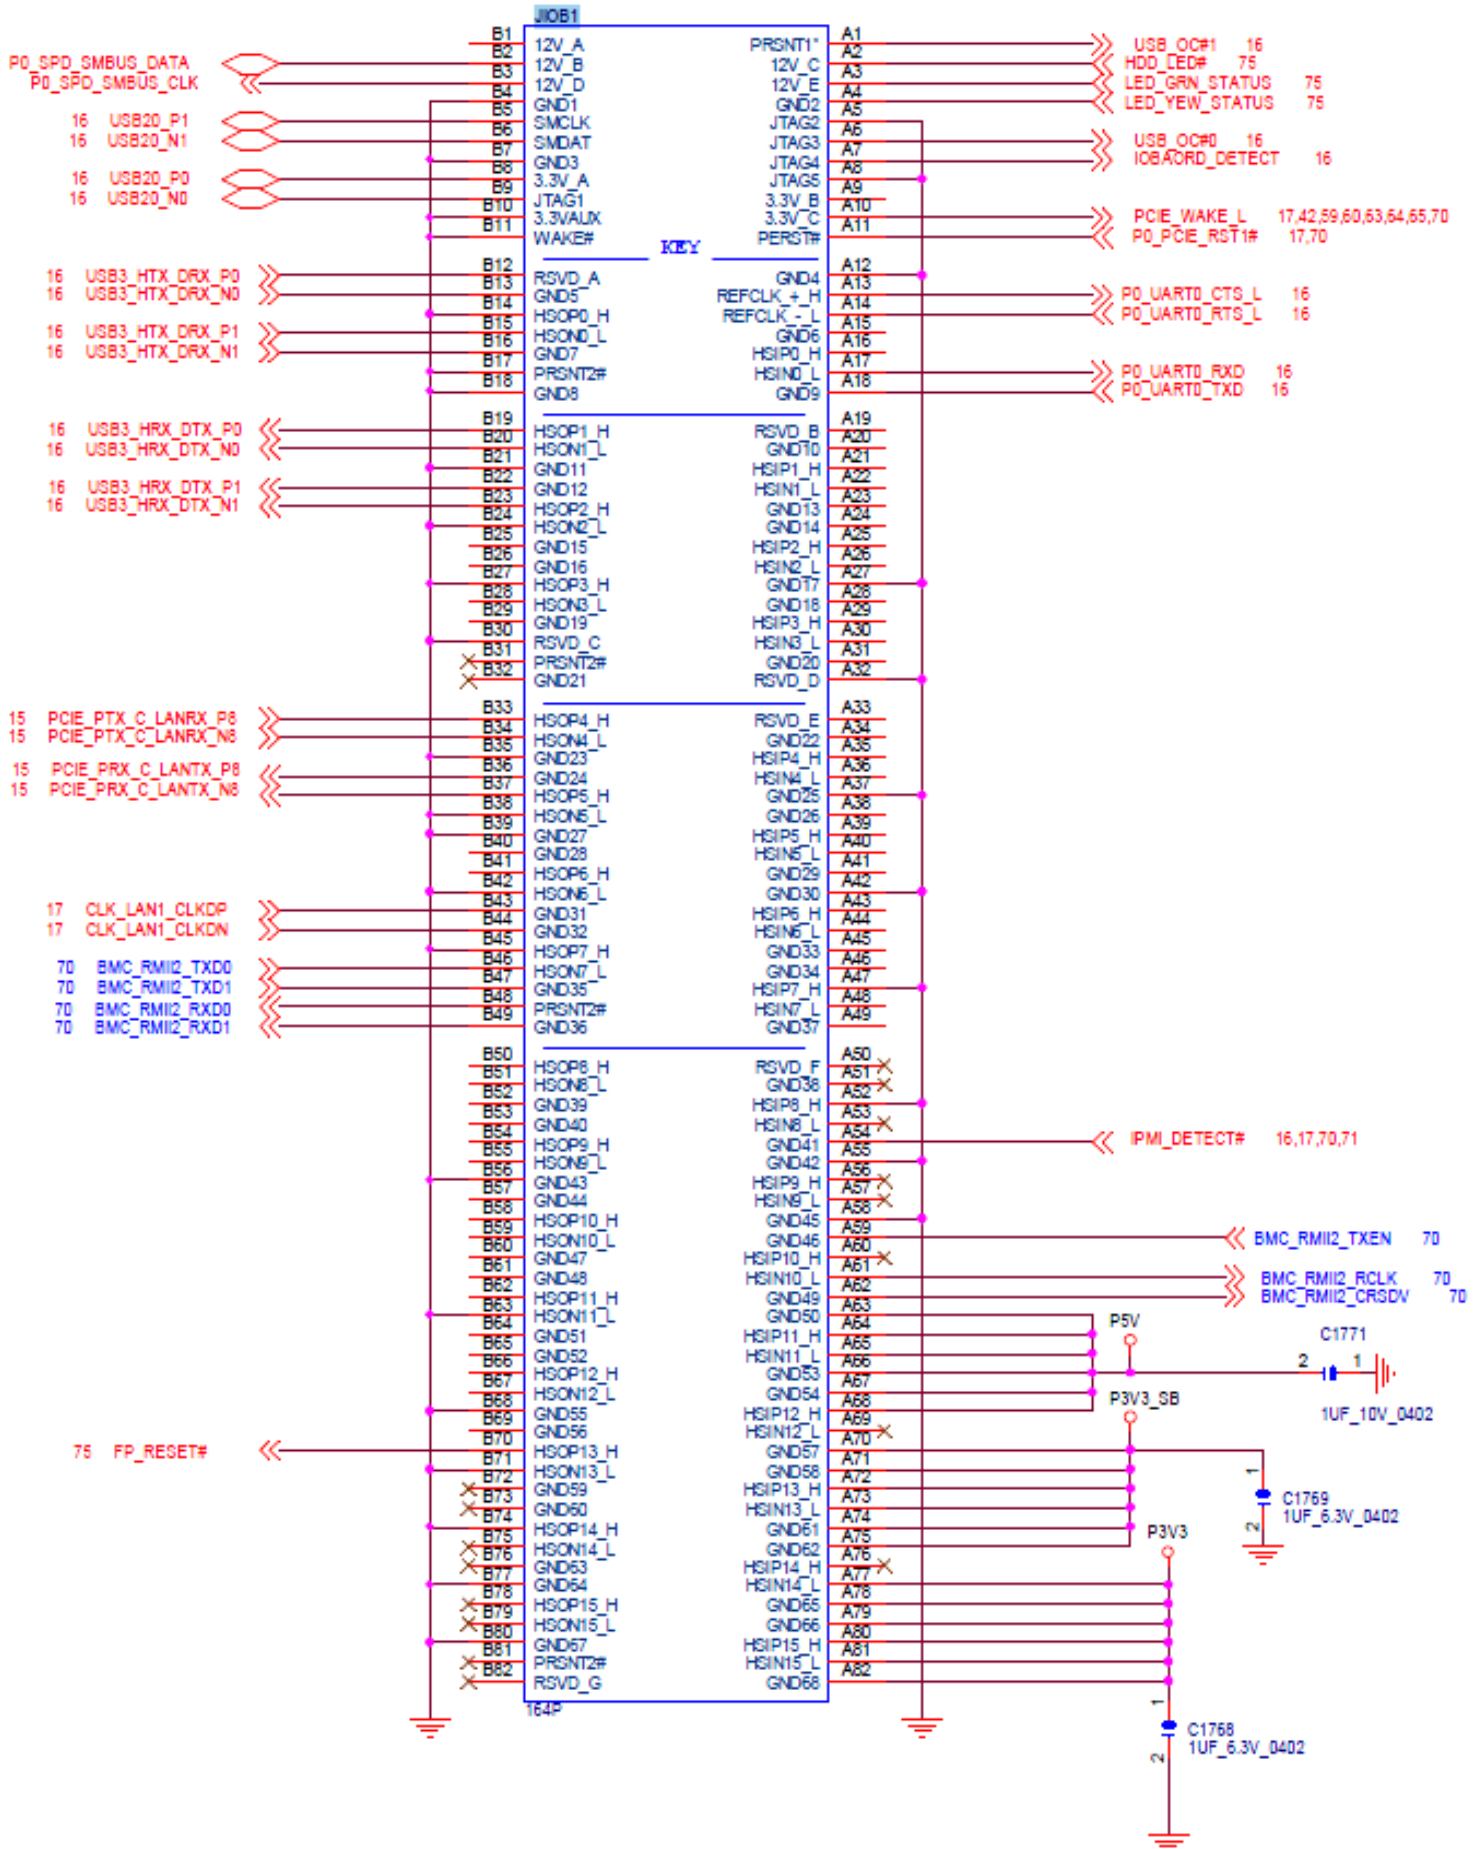 JIOB1
B1 12V_A PRSNT1* A1 USB_OC#1 16
P0_SPD_SMBUS_DATA B2 12V_B 12V_C A2 HDD_LED# 75
P0_SPD_SMBUS_CLK B3 12V_D 12V_E A3 LED_GRN_STATUS 75
B4 GND1 GND2 A4 LED_YEW_STATUS 75
16 USB20_P1 B5 SMCLK JTAG2 A5
16 USB20_N1 B6 SMDAT JTAG3 A6 USB_OC#0 16
B7 GND3 JTAG4 A7 IOBAORD_DETECT 16
16 USB20_P0 B8 3.3V_A JTAG5 A8
16 USB20_N0 B9 JTAG1 3.3V_B A9
B10 3.3VAUX 3.3V_C A10 PCIE_WAKE_L 17,42,59,60,63,64,65,70
B11 WAKE# PERST# A11 P0_PCIE_RST1# 17,70
KEY
16 USB3_HTX_DRX_P0 B12 RSVD_A GND4 A12
16 USB3_HTX_DRX_N0 B13 GND5 REFCLK_+_H A13 P0_UART0_CTS_L 16
B14 HSOP0_H REFCLK_-_L A14 P0_UART0_RTS_L 16
16 USB3_HTX_DRX_P1 B15 HSON0_L GND6 A15
16 USB3_HTX_DRX_N1 B16 GND7 HSIP0_H A16
B17 PRSNT2# HSIN0_L A17 P0_UART0_RXD 16
B18 GND8 GND9 A18 P0_UART0_TXD 16
16 USB3_HRX_DTX_P0 B19 HSOP1_H RSVD_B A19
16 USB3_HRX_DTX_N0 B20 HSON1_L GND10 A20
B21 GND11 HSIP1_H A21
16 USB3_HRX_DTX_P1 B22 GND12 HSIN1_L A22
16 USB3_HRX_DTX_N1 B23 HSOP2_H GND13 A23
B24 HSON2_L GND14 A24
B25 GND15 HSIP2_H A25
B26 GND16 HSIN2_L A26
B27 HSOP3_H GND17 A27
B28 HSON3_L GND18 A28
B29 GND19 HSIP3_H A29
B30 RSVD_C HSIN3_L A30
B31 PRSNT2# GND20 A31
B32 GND21 RSVD_D A32
15 PCIE_PTX_C_LANRX_P8 B33 HSOP4_H RSVD_E A33
15 PCIE_PTX_C_LANRX_N8 B34 HSON4_L GND22 A34
B35 GND23 HSIP4_H A35
15 PCIE_PRX_C_LANTX_P8 B36 GND24 HSIN4_L A36
15 PCIE_PRX_C_LANTX_N8 B37 HSOP5_H GND25 A37
B38 HSON5_L GND26 A38
B39 GND27 HSIP5_H A39
B40 GND28 HSIN5_L A40
B41 HSOP6_H GND29 A41
B42 HSON6_L GND30 A42
17 CLK_LAN1_CLKDP B43 GND31 HSIP6_H A43
17 CLK_LAN1_CLKDN B44 GND32 HSIN6_L A44
B45 HSOP7_H GND33 A45
70 BMC_RMII2_TXD0 B46 HSON7_L GND34 A46
70 BMC_RMII2_TXD1 B47 GND35 HSIP7_H A47
70 BMC_RMII2_RXD0 B48 PRSNT2# HSIN7_L A48
70 BMC_RMII2_RXD1 B49 GND36 GND37 A49
B50 HSOP8_H RSVD_F A50
B51 HSON8_L GND38 A51
B52 GND39 HSIP8_H A52
B53 GND40 HSIN8_L A53
B54 HSOP9_H GND41 A54 IPMI_DETECT# 16,17,70,71
B55 HSON9_L GND42 A55
B56 GND43 HSIP9_H A56
B57 GND44 HSIN9_L A57
B58 HSOP10_H GND45 A58
B59 HSON10_L GND46 A59 BMC_RMII2_TXEN 70
B60 GND47 HSIP10_H A60
B61 GND48 HSIN10_L A61 BMC_RMII2_RCLK 70
B62 HSOP11_H GND49 A62 BMC_RMII2_CRSDV 70
B63 HSON11_L GND50 A63
B64 GND51 HSIP11_H A64 P5V C1771
B65 GND52 HSIN11_L A65
B66 HSOP12_H GND53 A66 2 1
B67 HSON12_L GND54 A67 P3V3_SB
B68 GND55 HSIP12_H A68 1UF_10V_0402
B69 GND56 HSIN12_L A69
75 FP_RESET# B70 HSOP13_H GND57 A70
B71 HSON13_L GND58 A71 1
B72 GND59 HSIP13_H A72 C1769
B73 GND60 HSIN13_L A73 1UF_6.3V_0402
B74 HSOP14_H GND61 A74 P3V3 2
B75 HSON14_L GND62 A75
B76 GND63 HSIP14_H A76
B77 GND64 HSIN14_L A77
B78 HSOP15_H GND65 A78
B79 HSON15_L GND66 A79
B80 GND67 HSIP15_H A80
B81 PRSNT2# HSIN15_L A81
B82 RSVD_G GND68 A82
164P 1
C1768
1UF_6.3V_0402
2